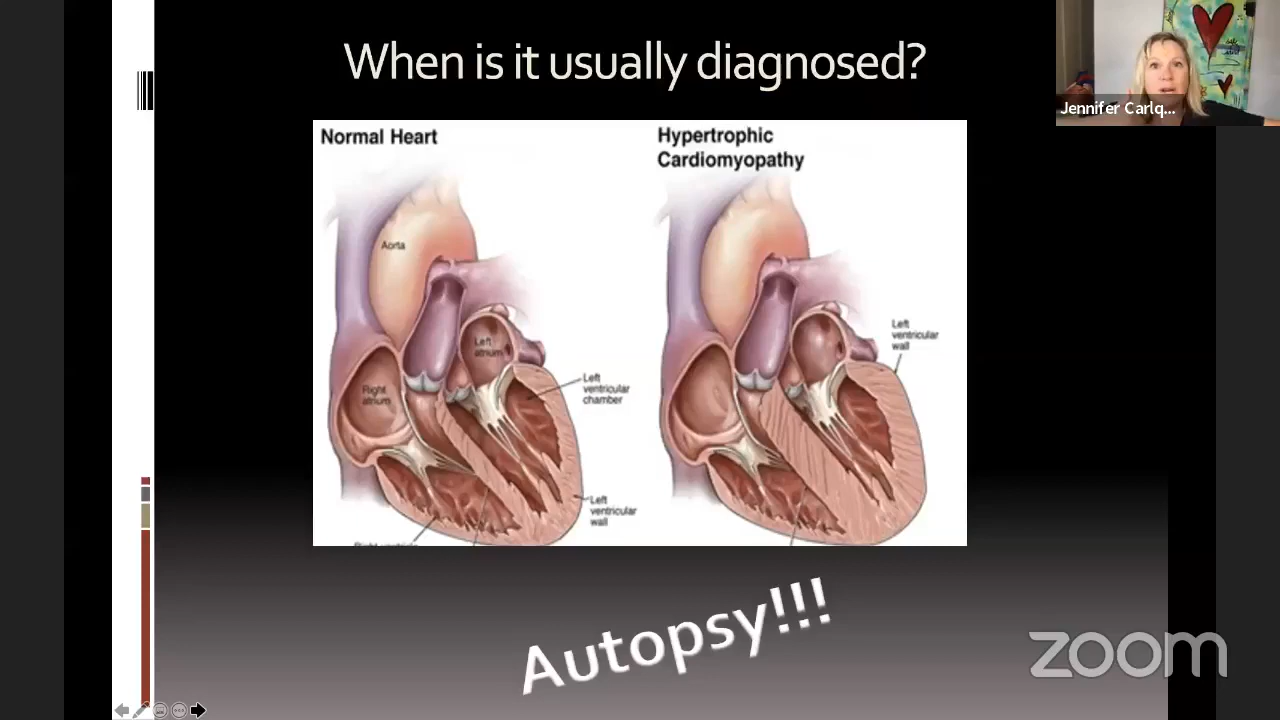 When is it usually diagnosed?
Jennifer Carlq...
Normal Heart
Hypertrophic
Cardiomyopathy
Aorta
Left
atrium
Right
atrium
Left
ventricular
chamber
Left
ventricular
wall
Left
ventricular
wall
Autopsy!!!
zoom